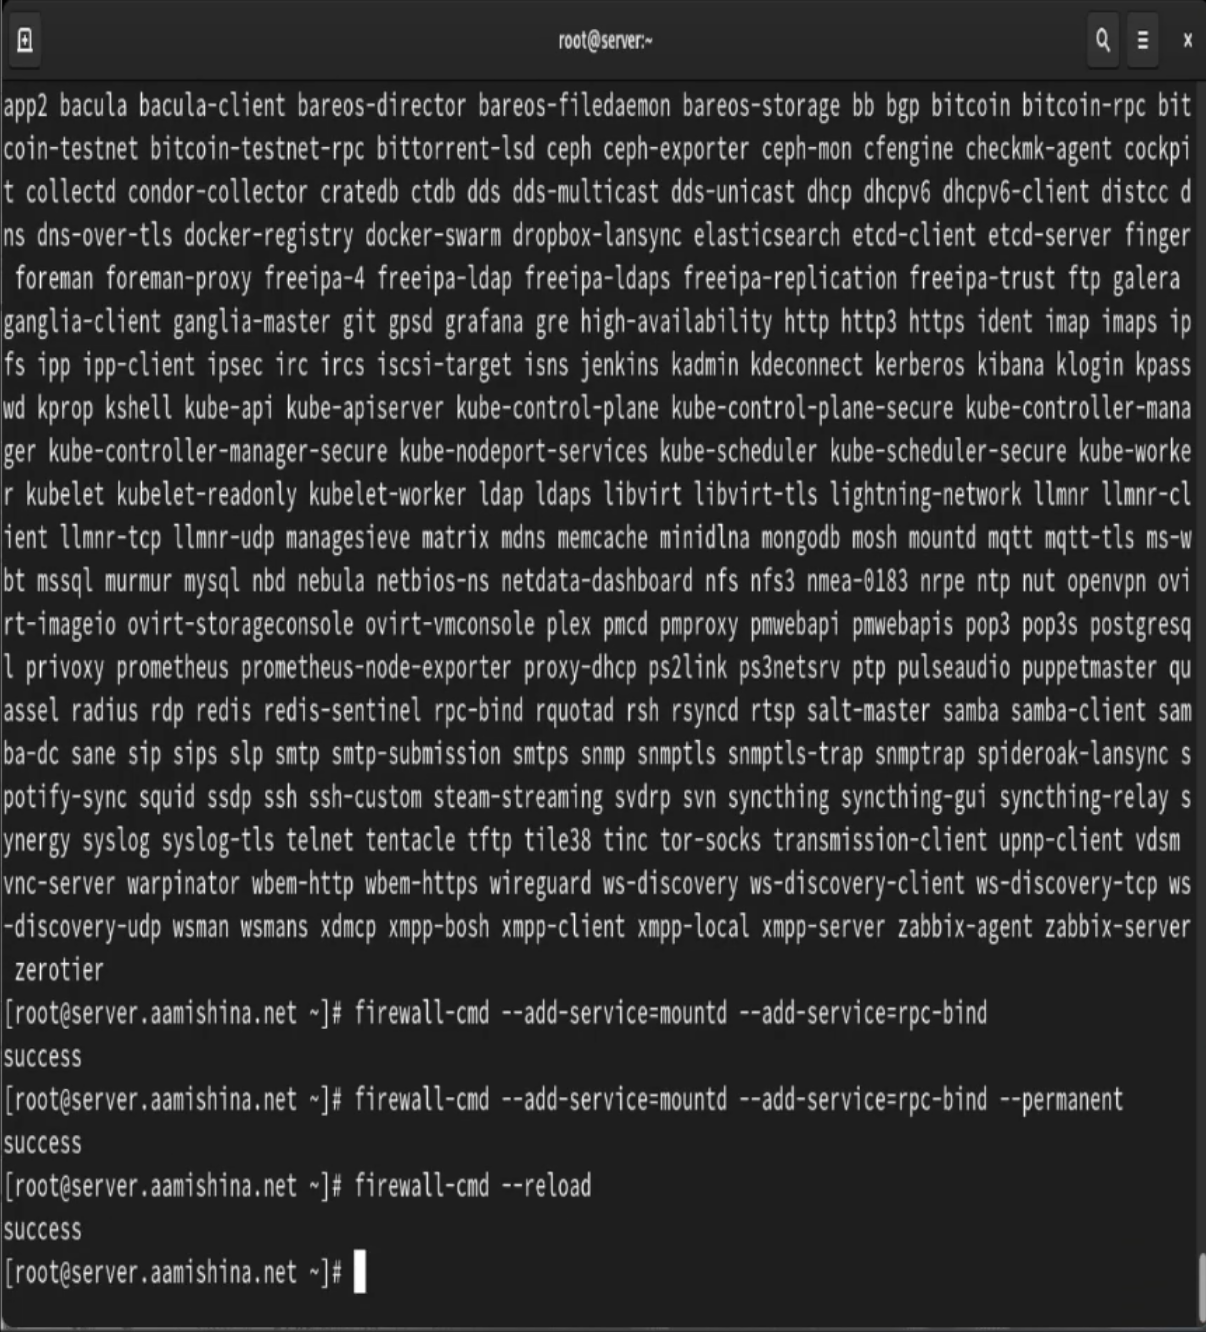 root@server:~
app2 bacula bacula-client bareos-director bareos-filedaemon bareos-storage bb bgp bitcoin bitcoin-rpc bit
coin-testnet bitcoin-testnet-rpc bittorrent-lsd ceph ceph-exporter ceph-mon cfengine checkmk-agent cockpi
t collectd condor-collector cratedb ctdb dds dds-multicast dds-unicast dhcp dhcpv6 dhcpv6-client distcc d
ns dns-over-tls docker-registry docker-swarm dropbox-lansync elasticsearch etcd-client etcd-server finger
 foreman foreman-proxy freeipa-4 freeipa-ldap freeipa-ldaps freeipa-replication freeipa-trust ftp galera
ganglia-client ganglia-master git gpsd grafana gre high-availability http http3 https ident imap imaps ip
fs ipp ipp-client ipsec irc ircs iscsi-target isns jenkins kadmin kdeconnect kerberos kibana klogin kpass
wd kprop kshell kube-api kube-apiserver kube-control-plane kube-control-plane-secure kube-controller-mana
ger kube-controller-manager-secure kube-nodeport-services kube-scheduler kube-scheduler-secure kube-worke
r kubelet kubelet-readonly kubelet-worker ldap ldaps libvirt libvirt-tls lightning-network llmnr llmnr-cl
ient llmnr-tcp llmnr-udp managesieve matrix mdns memcache minidlna mongodb mosh mountd mqtt mqtt-tls ms-w
bt mssql murmur mysql nbd nebula netbios-ns netdata-dashboard nfs nfs3 nmea-0183 nrpe ntp nut openvpn ovi
rt-imageio ovirt-storageconsole ovirt-vmconsole plex pmcd pmproxy pmwebapi pmwebapis pop3 pop3s postgresq
l privoxy prometheus prometheus-node-exporter proxy-dhcp ps2link ps3netsrv ptp pulseaudio puppetmaster qu
assel radius rdp redis redis-sentinel rpc-bind rquotad rsh rsyncd rtsp salt-master samba samba-client sam
ba-dc sane sip sips slp smtp smtp-submission smtps snmp snmptls snmptls-trap snmptrap spideroak-lansync s
potify-sync squid ssdp ssh ssh-custom steam-streaming svdrp svn syncthing syncthing-gui syncthing-relay s
ynergy syslog syslog-tls telnet tentacle tftp tile38 tinc tor-socks transmission-client upnp-client vdsm
vnc-server warpinator wbem-http wbem-https wireguard ws-discovery ws-discovery-client ws-discovery-tcp ws
-discovery-udp wsman wsmans xdmcp xmpp-bosh xmpp-client xmpp-local xmpp-server zabbix-agent zabbix-server
 zerotier
[root@server.aamishina.net ~]# firewall-cmd --add-service=mountd --add-service=rpc-bind
success
[root@server.aamishina.net ~]# firewall-cmd --add-service=mountd --add-service=rpc-bind --permanent
success
[root@server.aamishina.net ~]# firewall-cmd --reload
success
[root@server.aamishina.net ~]#